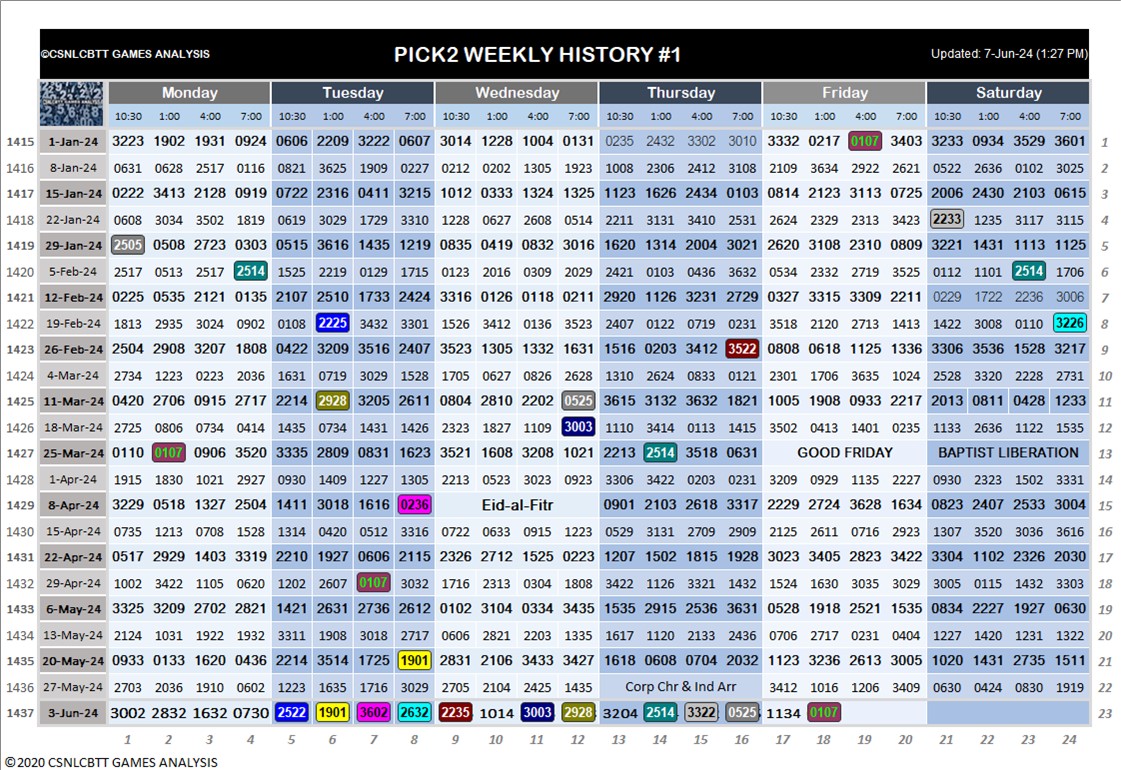 ©CSNLCBTT GAMES ANALYSIS PICK2 WEEKLY HISTORY #1 Updated: 7-Jun-24 (1:27 PM)
Monday Tuesday Wednesday Thursday Friday Saturday
10:30 1:00 4:00 7:00 10:30 1:00 4:00 7:00 10:30 1:00 4:00 7:00 10:30 1:00 4:00 7:00 10:30 1:00 4:00 7:00 10:30 1:00 4:00 7:00
1415 1-Jan-24 3223 1902 1931 0924 0606 2209 3222 0607 3014 1228 1004 0131 0235 2432 3302 3010 3332 0217 0107 3403 3233 0934 3529 3601 1
1416 8-Jan-24 0631 0628 2517 0116 0821 3625 1909 0227 0212 0202 1305 1923 1008 2306 2412 3108 2109 3634 2922 2621 0522 2636 0102 3025 2
1417 15-Jan-24 0222 3413 2128 0919 0722 2316 0411 3215 1012 0333 1324 1325 1123 1626 2434 0103 0814 2123 3113 0725 2006 2430 2103 0615 3
1418 22-Jan-24 0608 3034 3502 1819 0619 3029 1729 3310 1228 0627 2608 0514 2211 3131 3410 2531 2624 2329 2313 3423 2233 1235 3117 3115 4
1419 29-Jan-24 2505 0508 2723 0303 0515 3616 1435 1219 0835 0419 0832 3016 1620 1314 2004 3021 2620 3108 2310 0809 3221 1431 1113 1125 5
1420 5-Feb-24 2517 0513 2517 2514 1525 2219 0129 1715 0123 2016 0309 2029 2421 0103 0436 3632 0534 2332 2719 3525 0112 1101 2514 1706 6
1421 12-Feb-24 0225 0535 2121 0135 2107 2510 1733 2424 3316 0126 0118 0211 2920 1126 3231 2729 0327 3315 3309 2211 0229 1722 2236 3006 7
1422 19-Feb-24 1813 2935 3024 0902 0108 2225 3432 3301 1526 3412 0136 3523 2407 0122 0719 0231 3518 2120 2713 1413 1422 3008 0110 3226 8
1423 26-Feb-24 2504 2908 3207 1808 0422 3209 3516 2407 3523 1305 1332 1631 1516 0203 3412 3522 0808 0618 1125 1336 3306 3536 1528 3217 9
1424 4-Mar-24 2734 1223 0223 2036 1631 0719 3029 1528 1705 0627 0826 2628 1310 2624 0833 0121 2301 1706 3635 1024 2528 3320 2228 2731 10
1425 11-Mar-24 0420 2706 0915 2717 2214 2928 3205 2611 0804 2810 2202 0525 3615 3132 3632 1821 1005 1908 0933 2217 2013 0811 0428 1233 11
1426 18-Mar-24 2725 0806 0734 0414 1435 0734 1431 1426 2323 1827 1109 3003 1110 3414 0113 1415 3502 0413 1401 0235 1133 2636 1122 1535 12
1427 25-Mar-24 0110 0107 0906 3520 3335 2809 0831 1623 3521 1608 3208 1021 2213 2514 3518 0631 GOOD FRIDAY BAPTIST LIBERATION 13
1428 1-Apr-24 1915 1830 1021 2927 0930 1409 1227 1305 2213 0523 3023 0923 3306 3422 0203 0231 3209 0929 1135 2227 0930 2323 1502 3331 14
1429 8-Apr-24 3229 0518 1327 2504 1411 3018 1616 0236 Eid-al-Fitr 0901 2103 2618 3317 2229 2724 3628 1634 0823 2407 2533 3004 15
1430 15-Apr-24 0735 1213 0708 1528 1314 0420 0512 3316 0722 0633 0915 1223 0529 3131 2709 2909 2125 2611 0716 2923 1307 3520 3036 3616 16
1431 22-Apr-24 0517 2929 1403 3319 2210 1927 0606 2115 2326 2712 1525 0223 1207 1502 1815 1928 3023 3405 2823 3422 3304 1102 2326 2030 17
1432 29-Apr-24 1002 3422 1105 0620 1202 2607 0107 3032 1716 2313 0304 1808 3422 1126 3321 1432 1524 1630 3035 3029 3005 0115 1432 3303 18
1433 6-May-24 3325 3209 2702 2821 1421 2631 2736 2612 0102 3104 0334 3435 1535 2915 2536 3631 0528 1918 2521 1535 0834 2227 1927 0630 19
1434 13-May-24 2124 1031 1922 1932 3311 1908 3018 2717 0606 2821 2203 1335 1617 1120 2133 2436 0706 2717 0231 0404 1227 1420 1231 1322 20
1435 20-May-24 0933 0133 1620 0436 2214 3514 1725 1901 2831 2106 3433 3427 1618 0608 0704 2032 1123 3236 2613 3005 1020 1431 2735 1511 21
1436 27-May-24 2703 2036 1910 0602 1223 1635 1716 3029 2705 2104 2425 1435 Corp Chr & Ind Arr 3412 1016 1206 3409 0630 0424 0830 1919 22
1437 3-Jun-24 3002 2832 1632 0730 2522 1901 3602 2632 2235 1014 3003 2928 3204 2514 3322 0525 1134 0107 23
1 2 3 4 5 6 7 8 9 10 11 12 13 14 15 16 17 18 19 20 21 22 23 24
©2020 CSNLCBTT GAMES ANALYSIS